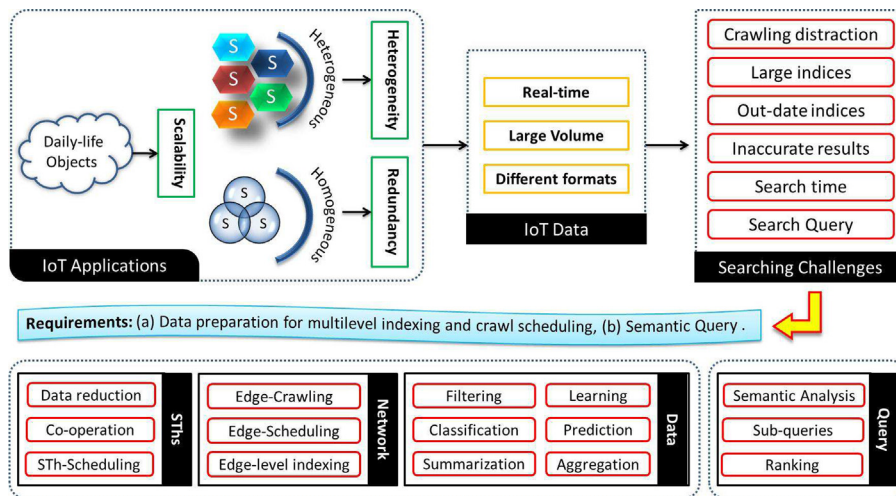 Daily-life
Objects
Scalability
S
S
S
S
S
Heterogeneous
Heterogeneity
S
S
S
Homogeneous
Redundancy
IoT Applications
Real-time
Large Volume
Different formats
IoT Data
Crawling distraction
Large indices
Out-date indices
Inaccurate results
Search time
Search Query
Searching Challenges
Requirements: (a) Data preparation for multilevel indexing and crawl scheduling, (b) Semantic Query .
Data reduction
Co-operation
STh-Scheduling
SThs
Edge-Crawling
Edge-Scheduling
Edge-level indexing
Network
Filtering
Learning
Classification
Prediction
Summarization
Aggregation
Data
Semantic Analysis
Sub-queries
Ranking
Query